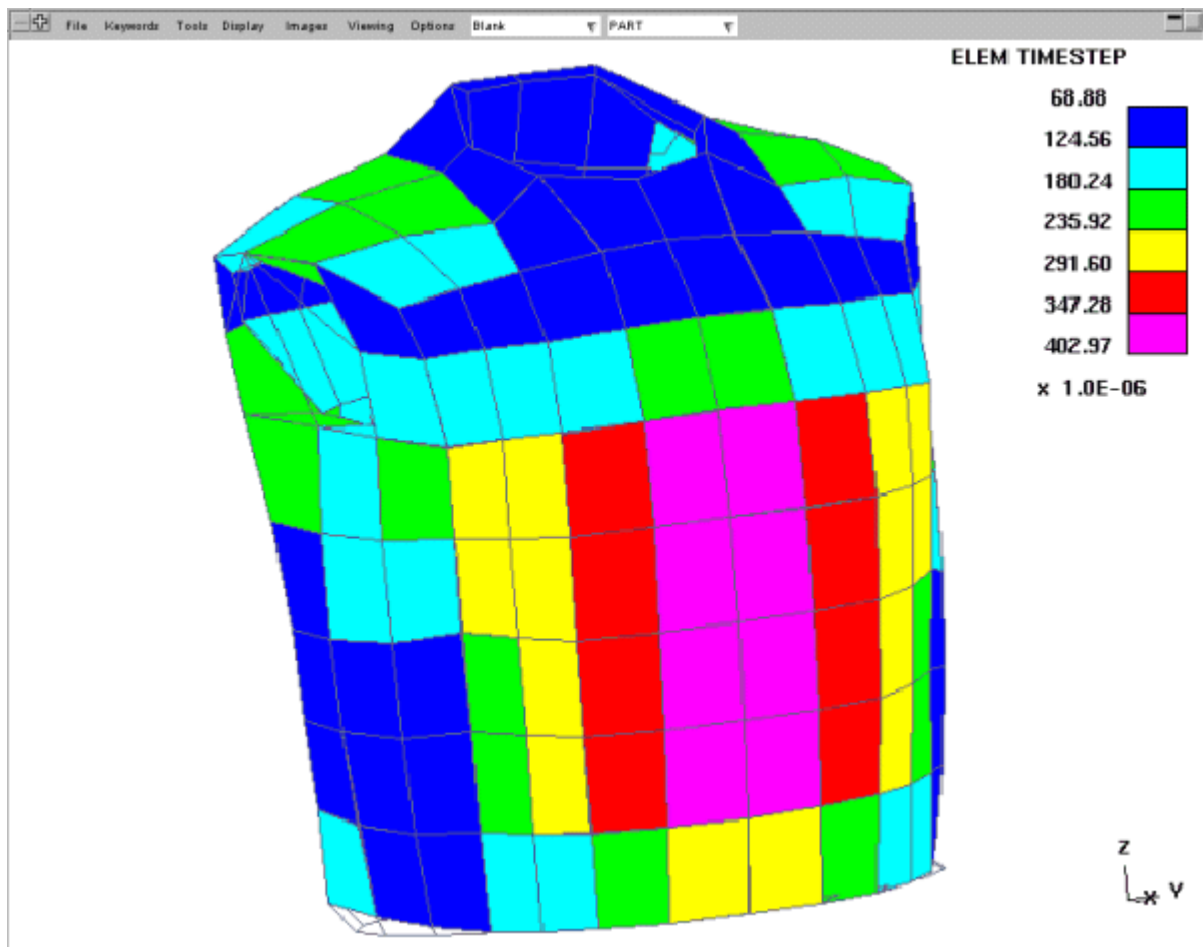 File Keywords Tools Display Images Viewing Options Blank PART
ELEM TIMESTEP
68.88
124.56
180.24
235.92
291.60
347.28
402.97
x 1.0E-06
Z
X Y